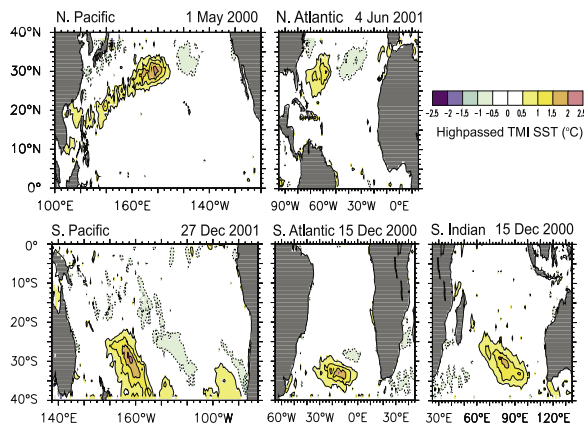 N. Pacific 1 May 2000 N. Atlantic 4 Jun 2001
40°N
30°N
20°N
10°N
0°
100°E 160°E 140°W 90°W 60°W 30°W 0°
-2.5 -2 -1.5 -1 -0.5 0.5 1 1.5 2 2.5
Highpassed TMI SST (°C)
S. Pacific 27 Dec 2001 S. Atlantic 15 Dec 2000 S. Indian 15 Dec 2000
0°
10°S
20°S
30°S
40°S
140°E 160°W 100°W 60°W 30°W 0° 30°E 30°E 60°E 90°E 120°E